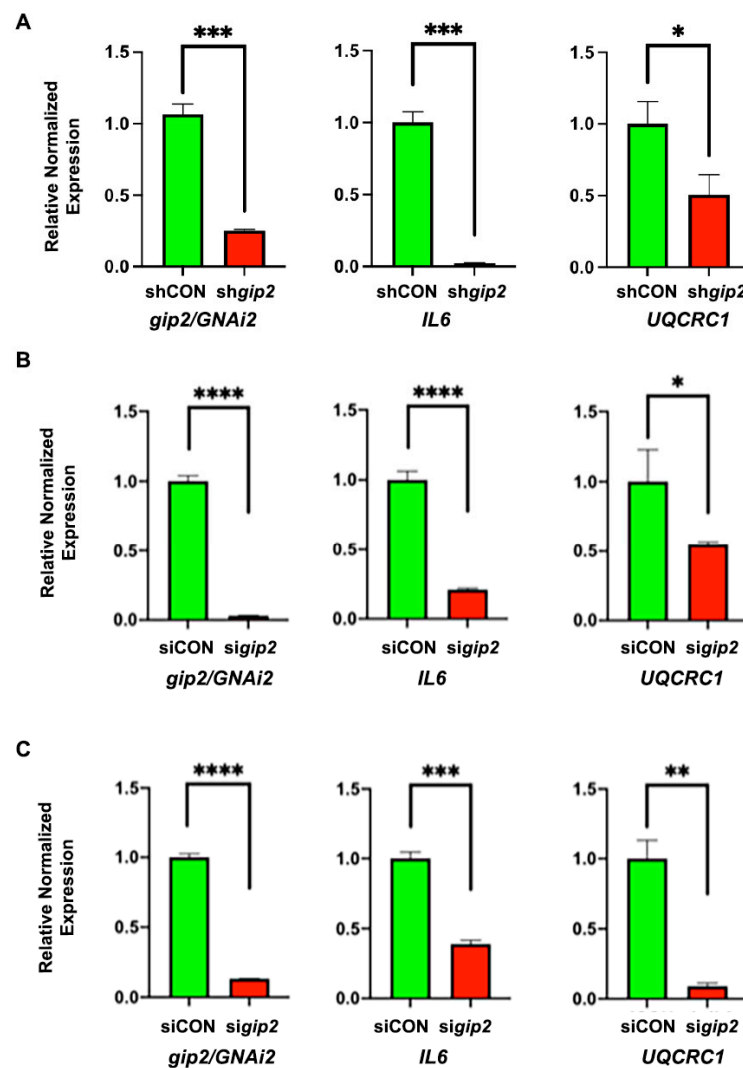 A
*** *** *
Relative Normalized
Expression
1.5 1.5 1.5
1.0 1.0 1.0
0.5 0.5 0.5
0.0 0.0 0.0
shCON shgip2 shCON shgip2 shCON shgip2
gip2/GNAi2 IL6 UQCRC1
B
**** **** *
Relative Normalized
Expression
1.5 1.5 1.5
1.0 1.0 1.0
0.5 0.5 0.5
0.0 0.0 0.0
siCON sigip2 siCON sigip2 siCON sigip2
gip2/GNAi2 IL6 UQCRC1
C
**** *** **
Relative Normalized
Expression
1.5 1.5 1.5
1.0 1.0 1.0
0.5 0.5 0.5
0.0 0.0 0.0
siCON sigip2 siCON sigip2 siCON sigip2
gip2/GNAi2 IL6 UQCRC1